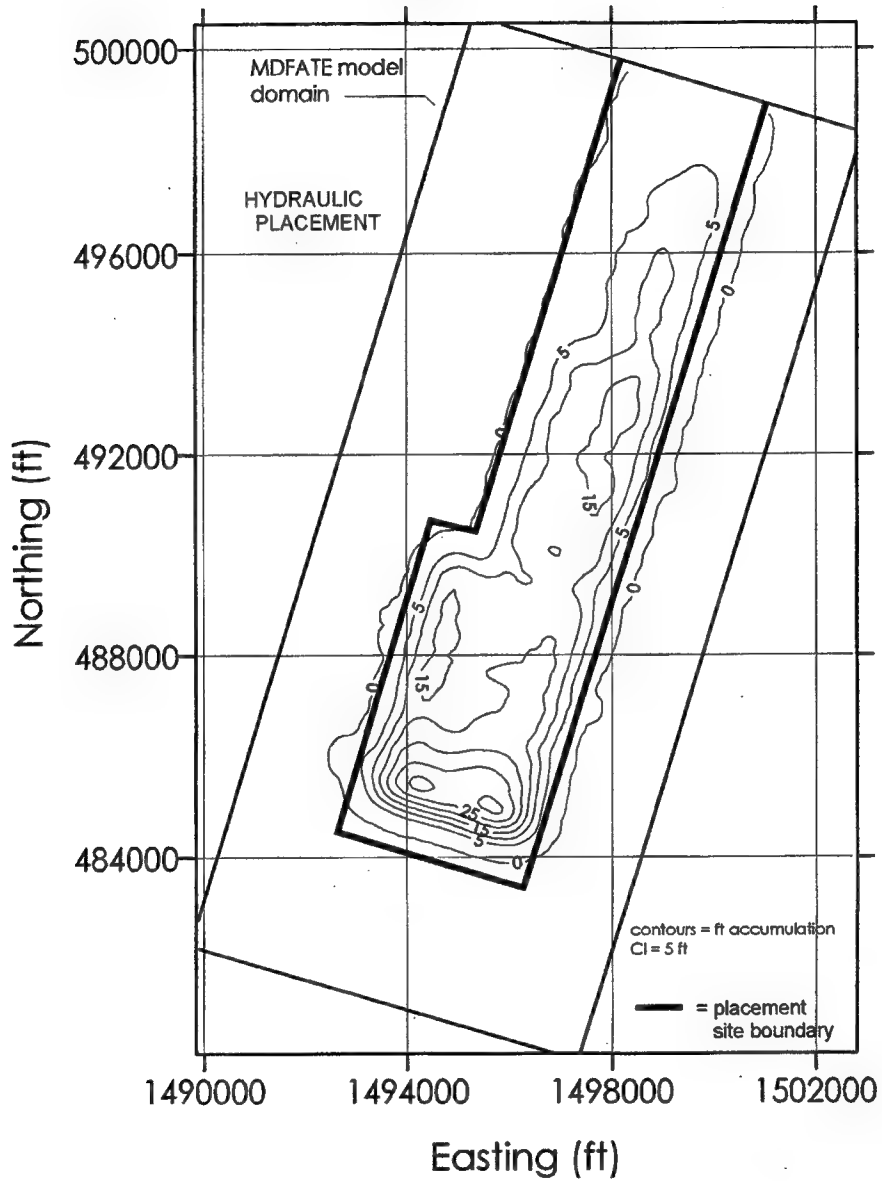 500000
MDFATE model
domain
HYDRAULIC
PLACEMENT
5
496000
0
5
0
492000
15
5
0
0
5
488000
15
0
25
15
5
484000
0
contours = ft accumulation
CI = 5 ft
= placement
site boundary
1490000
1494000
1498000
1502000
Northing (ft)
Easting (ft)